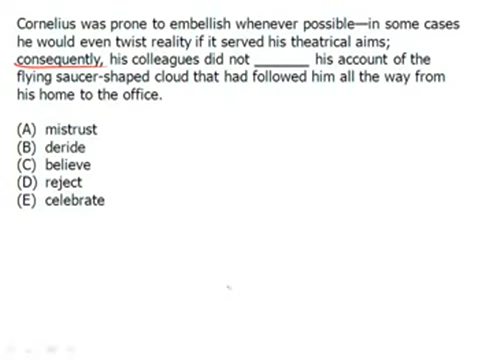 Cornelius was prone to embellish whenever possible—in some cases
he would even twist reality if it served his theatrical aims;
consequently, his colleagues did not ________ his account of the
flying saucer-shaped cloud that had followed him all the way from
his home to the office.
(A) mistrust
(B) deride
(C) believe
(D) reject
(E) celebrate